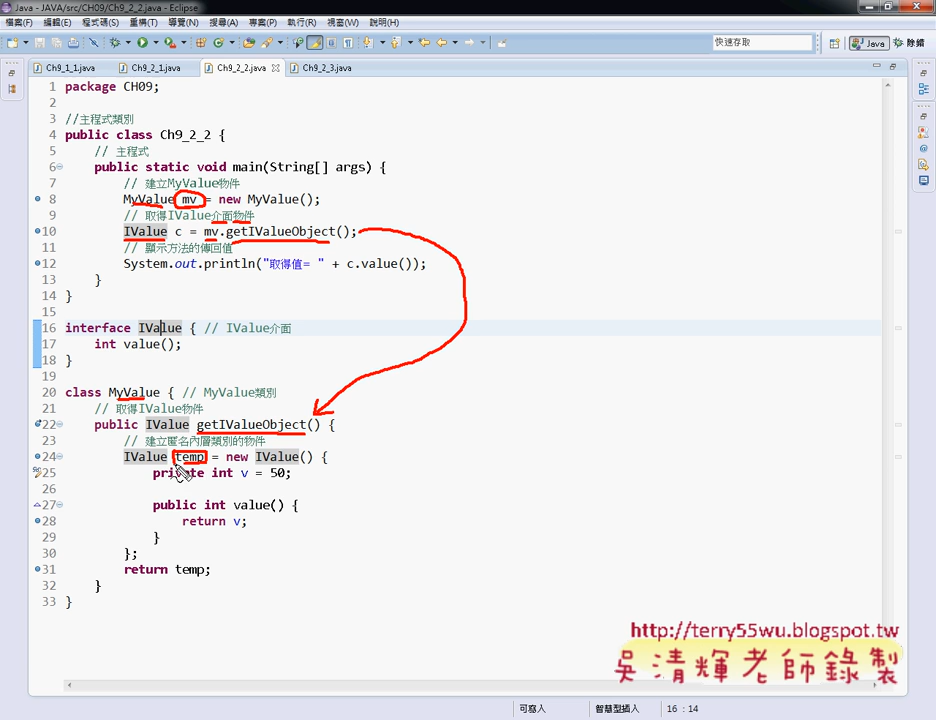 Java - JAVA/src/CH09/Ch9_2_2.java - Eclipse
檔案(F) 編輯(E) 程式碼(S) 重構(T) 導覽(N) 搜尋(A) 專案(P) 執行(R) 視窗(W) 說明(H)
快速存取
Java
除錯
Ch9_1_1.java Ch9_2_1.java Ch9_2_2.java Ch9_2_3.java
1 package CH09;
2
3 //主程式類別
4 public class Ch9_2_2 {
5 // 主程式
6 public static void main(String[] args) {
7 // 建立MyValue物件
8 MyValue mv = new MyValue();
9 // 取得IValue介面物件
10 IValue c = mv.getIValueObject();
11 // 顯示方法的傳回值
12 System.out.println("取得值= " + c.value());
13 }
14 }
15
16 interface IValue { // IValue介面
17 int value();
18 }
19
20 class MyValue { // MyValue類別
21 // 取得IValue物件
22 public IValue getIValueObject() {
23 // 建立匿名內層類別的物件
24 IValue temp = new IValue() {
25 private int v = 50;
26
27 public int value() {
28 return v;
29 }
30 };
31 return temp;
32 }
33 }
http://terry55wu.blogspot.tw
吳清輝老師錄製
可寫入 智慧型插入 16 : 14